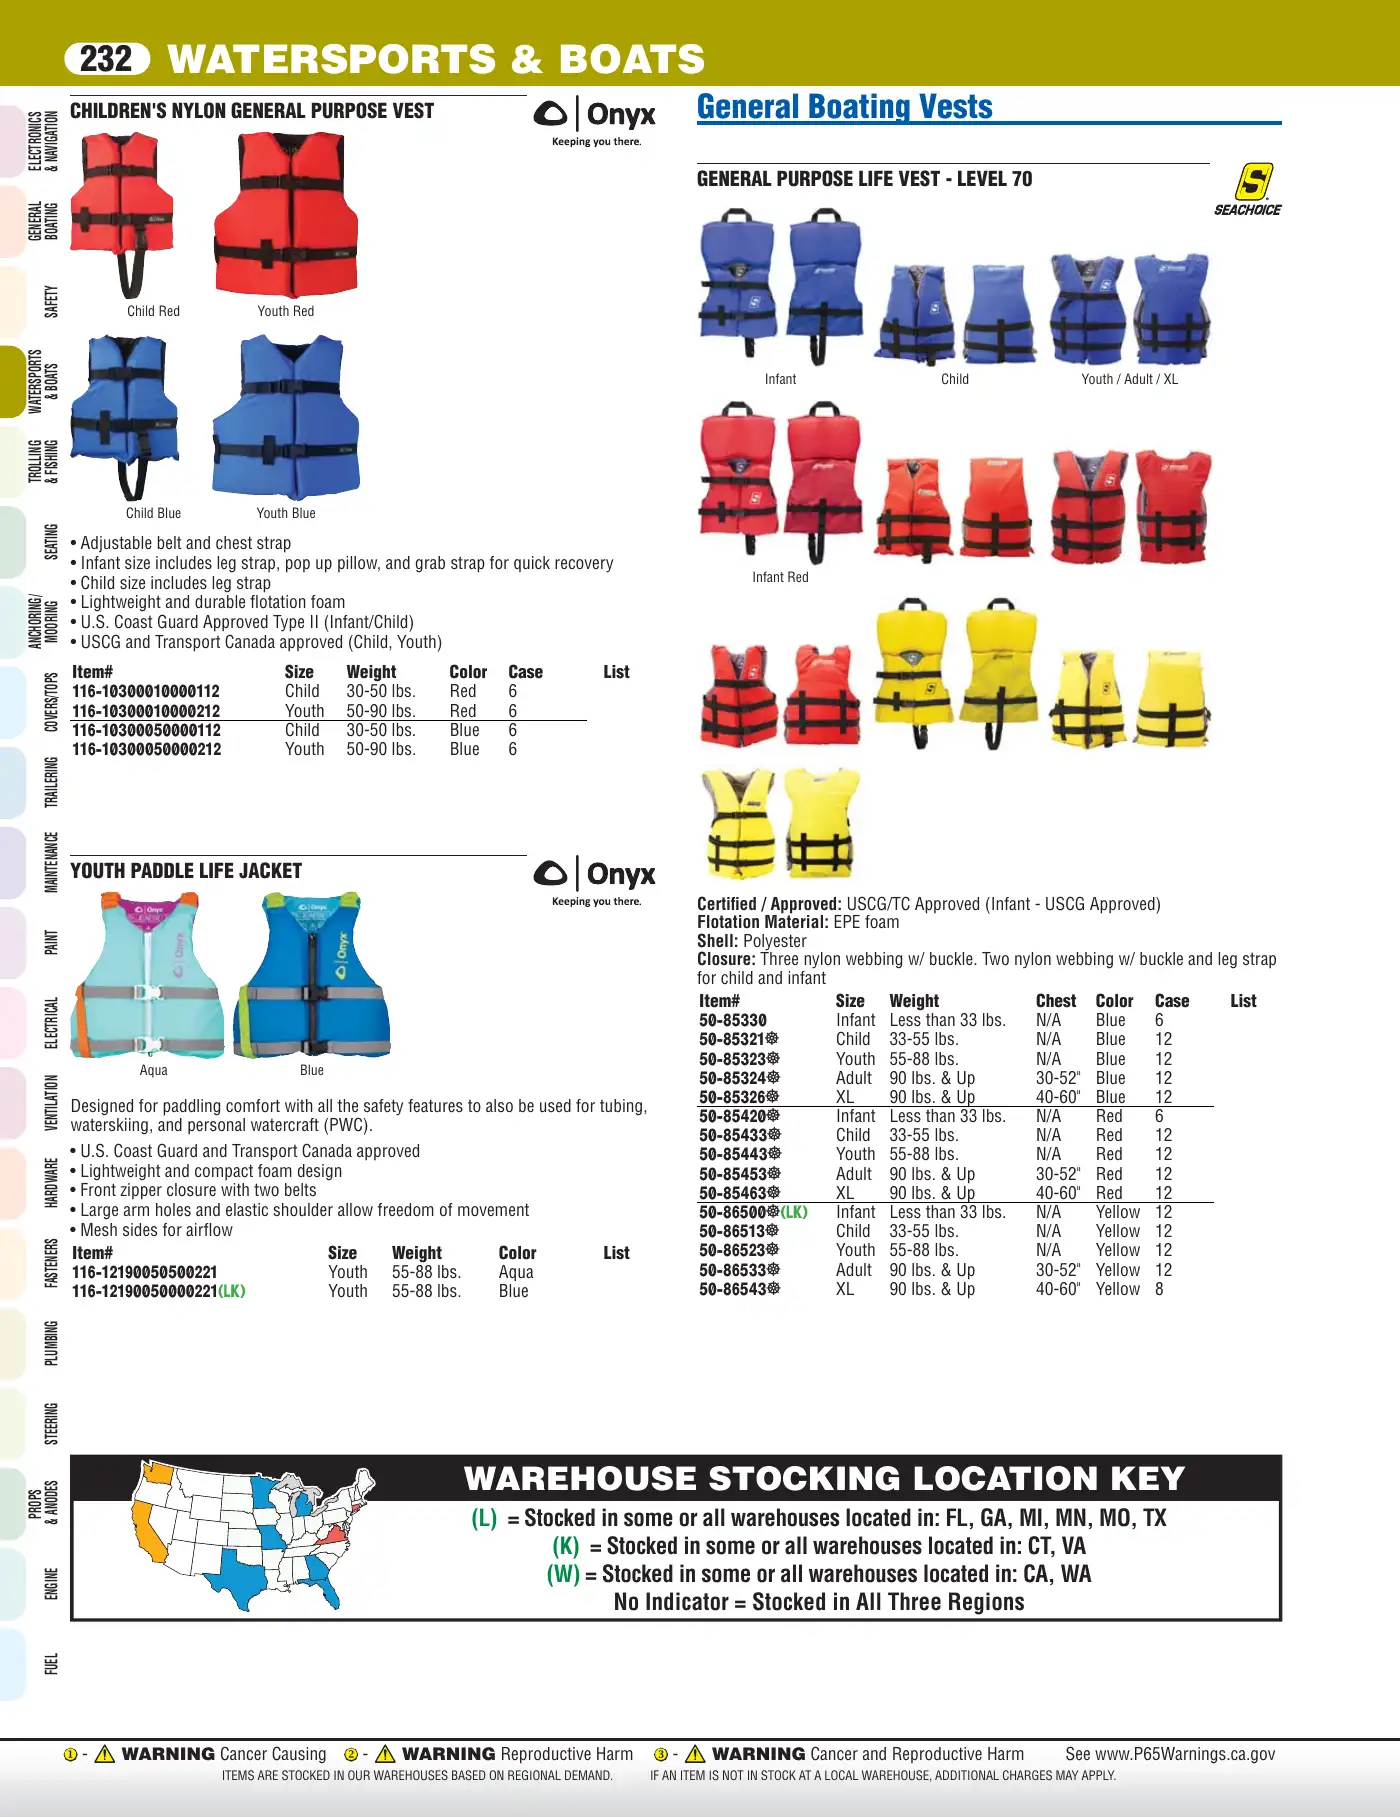 232 WATERSPORTS & BOATS
ELECTRONICS
& NAVIGATION
GENERAL
BOATING
SAFETY
WATERSPORTS
& BOATS
TROLLING
& FISHING
SEATING
ANCHORING/
MOORING
COVERS/TOPS
TRAILERING
MAINTENANCE
PAINT
ELECTRICAL
VENTILATION
HARDWARE
FASTENERS
PLUMBING
STEERING
PROPS
& ANODES
ENGINE
FUEL
CHILDREN'S NYLON GENERAL PURPOSE VEST
Onyx
Keeping you there.
Child Red Youth Red
Child Blue Youth Blue
• Adjustable belt and chest strap
• Infant size includes leg strap, pop up pillow, and grab strap for quick recovery
• Child size includes leg strap
• Lightweight and durable flotation foam
• U.S. Coast Guard Approved Type II (Infant/Child)
• USCG and Transport Canada approved (Child, Youth)
Item# Size Weight Color Case List
116-10300010000112 Child 30-50 lbs. Red 6
116-10300010000212 Youth 50-90 lbs. Red 6
116-10300050000112 Child 30-50 lbs. Blue 6
116-10300050000212 Youth 50-90 lbs. Blue 6
YOUTH PADDLE LIFE JACKET
Onyx
Keeping you there.
Aqua Blue
Designed for paddling comfort with all the safety features to also be used for tubing,
waterskiing, and personal watercraft (PWC).
• U.S. Coast Guard and Transport Canada approved
• Lightweight and compact foam design
• Front zipper closure with two belts
• Large arm holes and elastic shoulder allow freedom of movement
• Mesh sides for airflow
Item# Size Weight Color List
116-12190050500221 Youth 55-88 lbs. Aqua
116-12190050000221(LK) Youth 55-88 lbs. Blue
General Boating Vests
GENERAL PURPOSE LIFE VEST - LEVEL 70
S
SEACHOICE
Infant Child Youth / Adult / XL
Infant Red
Certified / Approved: USCG/TC Approved (Infant - USCG Approved)
Flotation Material: EPE foam
Shell: Polyester
Closure: Three nylon webbing w/ buckle. Two nylon webbing w/ buckle and leg strap
for child and infant
Item# Size Weight Chest Color Case List
50-85330 Infant Less than 33 lbs. N/A Blue 6
50-85321☸ Child 33-55 lbs. N/A Blue 12
50-85323☸ Youth 55-88 lbs. N/A Blue 12
50-85324☸ Adult 90 lbs. & Up 30-52" Blue 12
50-85326☸ XL 90 lbs. & Up 40-60" Blue 12
50-85420☸ Infant Less than 33 lbs. N/A Red 6
50-85433☸ Child 33-55 lbs. N/A Red 12
50-85443☸ Youth 55-88 lbs. N/A Red 12
50-85453☸ Adult 90 lbs. & Up 30-52" Red 12
50-85463☸ XL 90 lbs. & Up 40-60" Red 12
50-86500☸(LK) Infant Less than 33 lbs. N/A Yellow 12
50-86513☸ Child 33-55 lbs. N/A Yellow 12
50-86523☸ Youth 55-88 lbs. N/A Yellow 12
50-86533☸ Adult 90 lbs. & Up 30-52" Yellow 12
50-86543☸ XL 90 lbs. & Up 40-60" Yellow 8
WAREHOUSE STOCKING LOCATION KEY
(L) = Stocked in some or all warehouses located in: FL, GA, MI, MN, MO, TX
(K) = Stocked in some or all warehouses located in: CT, VA
(W) = Stocked in some or all warehouses located in: CA, WA
No Indicator = Stocked in All Three Regions
1 - ⚠ WARNING Cancer Causing 2 - ⚠ WARNING Reproductive Harm 3 - ⚠ WARNING Cancer and Reproductive Harm See www.P65Warnings.ca.gov
ITEMS ARE STOCKED IN OUR WAREHOUSES BASED ON REGIONAL DEMAND. IF AN ITEM IS NOT IN STOCK AT A LOCAL WAREHOUSE, ADDITIONAL CHARGES MAY APPLY.